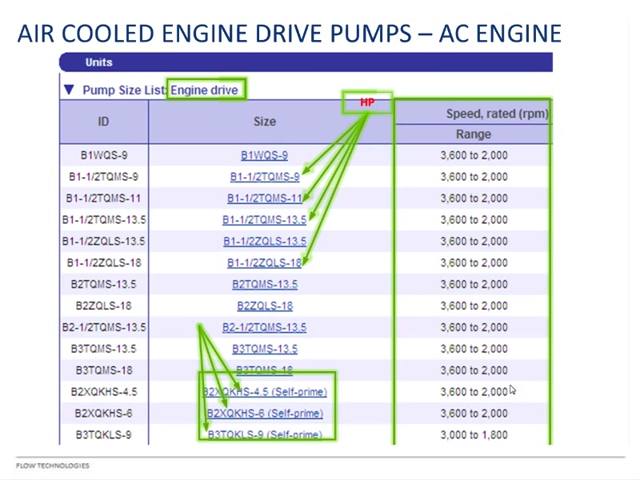 AIR COOLED ENGINE DRIVE PUMPS – AC ENGINE
Units
▼ Pump Size List: Engine drive
HP
ID Size Speed, rated (rpm)
Range
B1WQS-9 B1WQS-9 3,600 to 2,000
B1-1/2TQMS-9 B1-1/2TQMS-9 3,600 to 2,000
B1-1/2TQMS-11 B1-1/2TQMS-11 3,600 to 2,000
B1-1/2TQMS-13.5 B1-1/2TQMS-13.5 3,600 to 2,000
B1-1/2ZQLS-13.5 B1-1/2ZQLS-13.5 3,600 to 2,000
B1-1/2ZQLS-18 B1-1/2ZQLS-18 3,600 to 2,000
B2TQMS-13.5 B2TQMS-13.5 3,600 to 2,000
B2ZQLS-18 B2ZQLS-18 3,600 to 2,000
B2-1/2TQMS-13.5 B2-1/2TQMS-13.5 3,600 to 2,000
B3TQMS-13.5 B3TQMS-13.5 3,600 to 2,000
B3TQMS-18 B3TQMS-18 3,600 to 2,000
B2XQKHS-4.5 B2XQKHS-4.5 (Self-prime) 3,600 to 2,000
B2XQKHS-6 B2XQKHS-6 (Self-prime) 3,600 to 2,000
B3TQKLS-9 B3TQKLS-9 (Self-prime) 3,000 to 1,800
FLOW TECHNOLOGIES